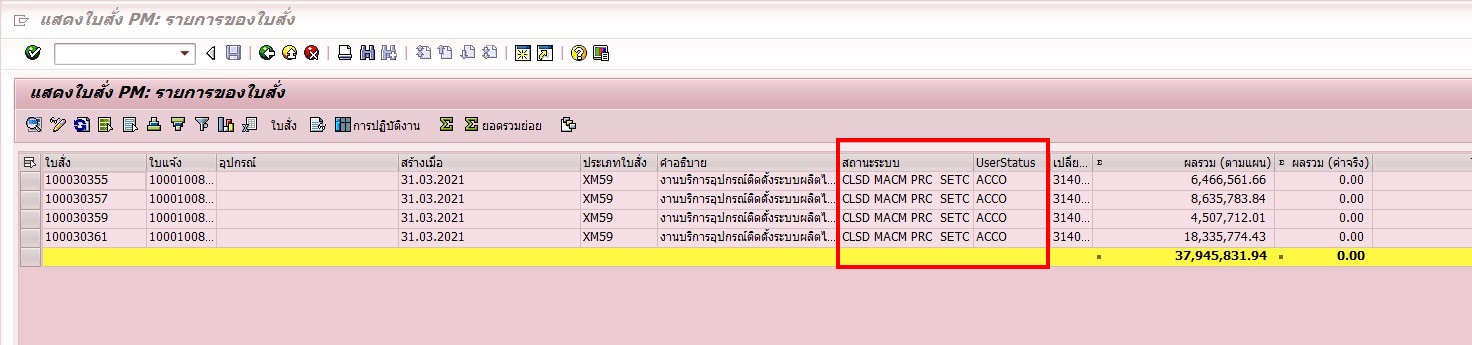 แสดงใบสั่ง PM: รายการของใบสั่ง
แสดงใบสั่ง PM: รายการของใบสั่ง
ใบสั่ง การปฏิบัติงาน ยอดรวมย่อย
ใบสั่ง ใบแจ้ง อุปกรณ์ สร้างเมื่อ ประเภทใบสั่ง คำอธิบาย สถานะระบบ UserStatus เปลี่ย... ผลรวม (ตามแผน) ผลรวม (ค่าจริง)
100030355 10001008... 31.03.2021 XM59 งานบริการอุปกรณ์ติดตั้งระบบผลิตไ... CLSD MACM PRC SETC ACCO 3140... 6,466,561.66 0.00
100030357 10001008... 31.03.2021 XM59 งานบริการอุปกรณ์ติดตั้งระบบผลิตไ... CLSD MACM PRC SETC ACCO 3140... 8,635,783.84 0.00
100030359 10001008... 31.03.2021 XM59 งานบริการอุปกรณ์ติดตั้งระบบผลิตไ... CLSD MACM PRC SETC ACCO 3140... 4,507,712.01 0.00
100030361 10001008... 31.03.2021 XM59 งานบริการอุปกรณ์ติดตั้งระบบผลิตไ... CLSD MACM PRC SETC ACCO 3140... 18,335,774.43 0.00
37,945,831.94 0.00